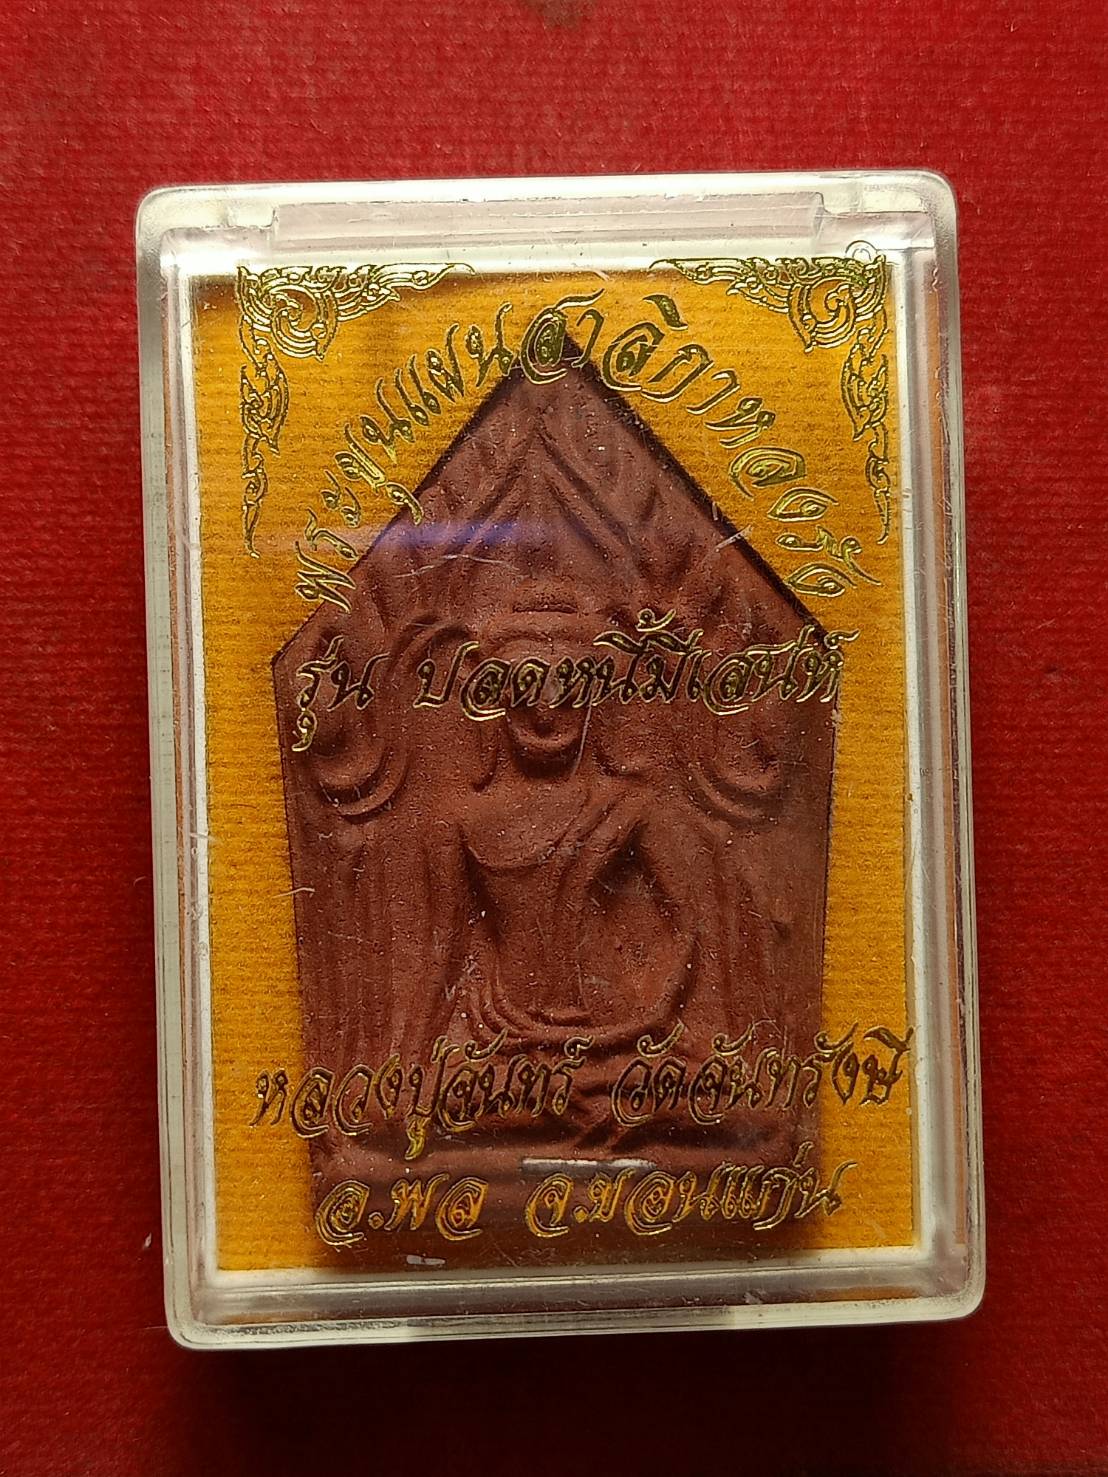 พระขุนแผนสาลิกาหลงรัง
รุ่น ปลดหนี้มีเสน่ห์
หลวงปู่จันทร์ วัดจันทรังษี
อ.พล จ.ขอนแก่น